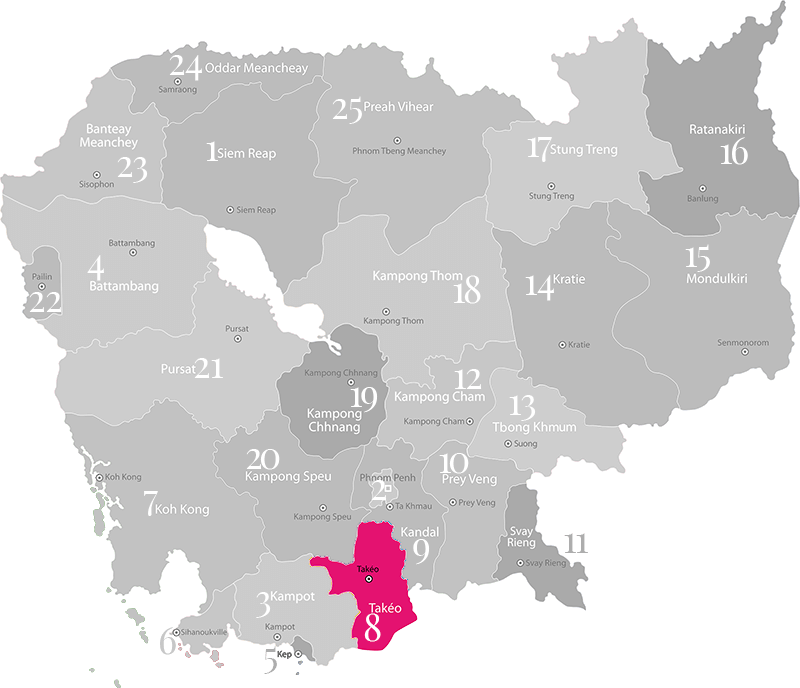 24 Oddar Meancheay
Samraong
25 Preah Vihear
Phnom Tbeng Meanchey
Banteay
Meanchey
23
Sisophon
1 Siem Reap
Siem Reap
17 Stung Treng
Stung Treng
Ratanakiri
16
Banlung
Battambang
4
Battambang
Pailin
22
Kampong Thom
18
Kampong Thom
14 Kratie
Kratie
15
Mondulkiri
Senmonorom
Pursat
Pursat 21
Kampong Chhnang
19
Kampong
Chhnang
12
Kampong Cham
Kampong Cham
13
Tbong Khmum
Suong
20
Kampong Speu
Kampong Speu
Phnom Penh
2
Ta Khmau
10
Prey Veng
Prey Veng
Koh Kong
7 Koh Kong
Kandal
9
Svay
Rieng
11
Svay Rieng
Takéo
Takéo
8
3 Kampot
Kampot
6 Sihanoukville
5 Kep